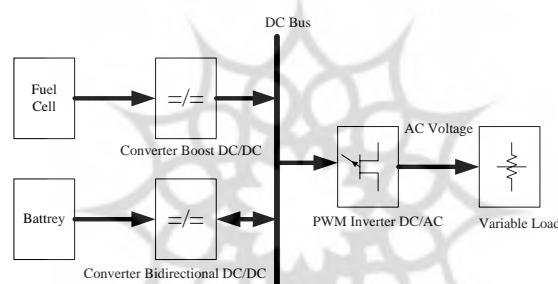 DC Bus
Fuel
Cell
=/=
Converter Boost DC/DC
AC Voltage
Battrey
=/=
PWM Inverter DC/AC
Variable Load
Converter Bidirectional DC/DC